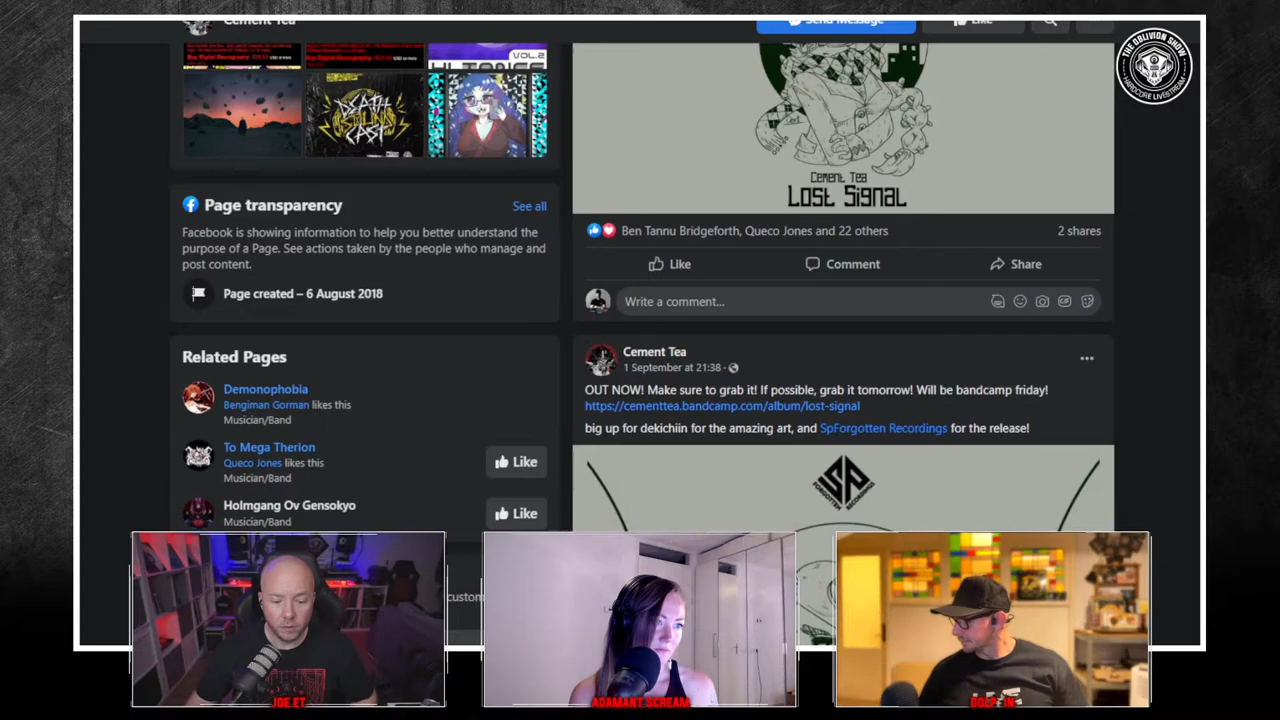 Cement Tea
Send Message
Like
THE OBLIVION SHOW
HARDCORE LIVESTREAM
VOL.2
DEATH
CAST
Cement Tea
Lost Signal
Page transparency
See all
Facebook is showing information to help you better understand the
purpose of a Page. See actions taken by the people who manage and
post content.
Page created – 6 August 2018
Ben Tannu Bridgeforth, Queco Jones and 22 others
2 shares
Like
Comment
Share
Write a comment...
GIF
Related Pages
Demonophobia
Bengiman Gorman likes this
Musician/Band
To Mega Therion
Queco Jones likes this
Musician/Band
Like
Holmgang Ov Gensokyo
Musician/Band
Like
Cement Tea
1 September at 21:38
OUT NOW! Make sure to grab it! If possible, grab it tomorrow! Will be bandcamp friday!
https://cementtea.bandcamp.com/album/lost-signal
big up for dekichiin for the amazing art, and SpForgotten Recordings for the release!
SP
FORGOTTEN
RECORDINGS
JOE ET
ADAMANT SCREAM